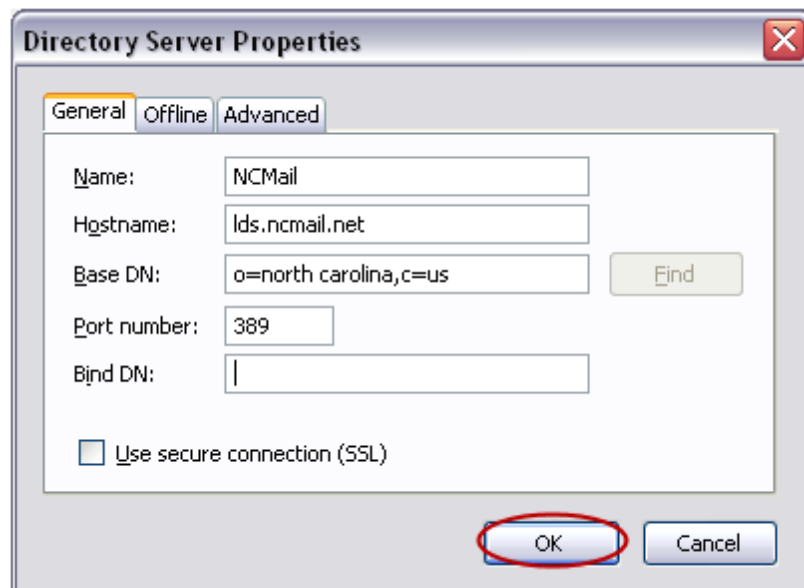 Directory Server Properties
General Offline Advanced
Name: NCMail
Hostname: lds.ncmail.net
Base DN: o=north carolina,c=us Find
Port number: 389
Bind DN:
Use secure connection (SSL)
OK Cancel